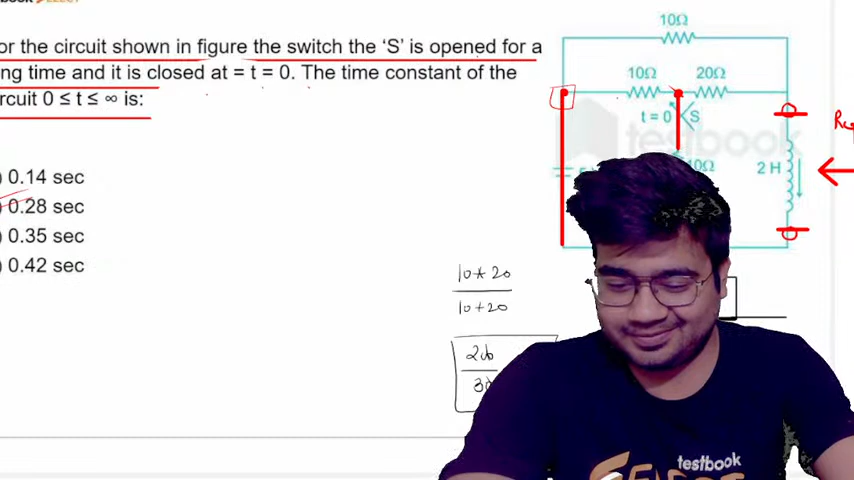 or the circuit shown in figure the switch the ‘S’ is opened for a
ng time and it is closed at = t = 0. The time constant of the
rcuit 0 ≤ t ≤ ∞ is:
) 0.14 sec
) 0.28 sec
) 0.35 sec
) 0.42 sec
10Ω
10Ω
20Ω
t = 0
S
10Ω
2 H
testbook
10*20
10+20
testbook